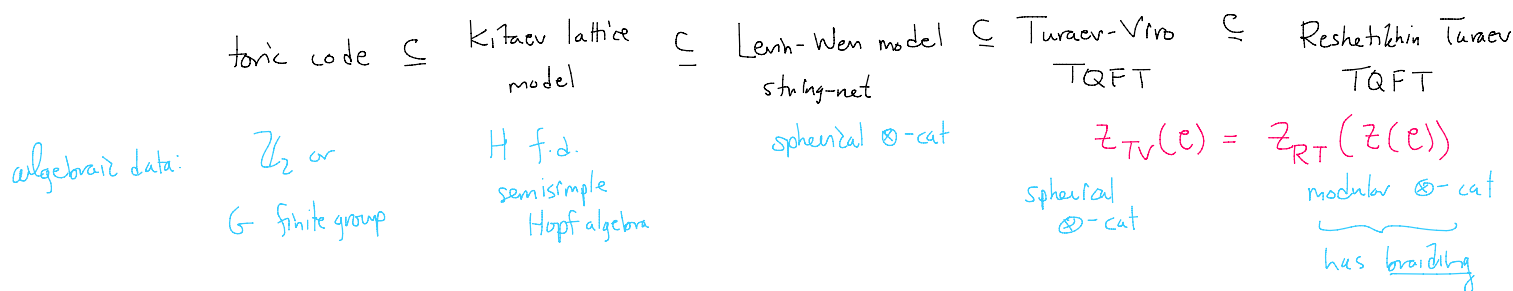 toric code ⊆ Kitaev lattice model ⊆ Levin-Wen model string-net ⊆ Turaev-Viro TQFT ⊆ Reshetikhin Turaev TQFT
algebraic data: ℤ₂ or G finite group
H f.d. semisimple Hopf algebra
spherical ⊗-cat
Z_TV(C) = Z_RT(Z(C))
spherical ⊗-cat
modular ⊗-cat
has braiding